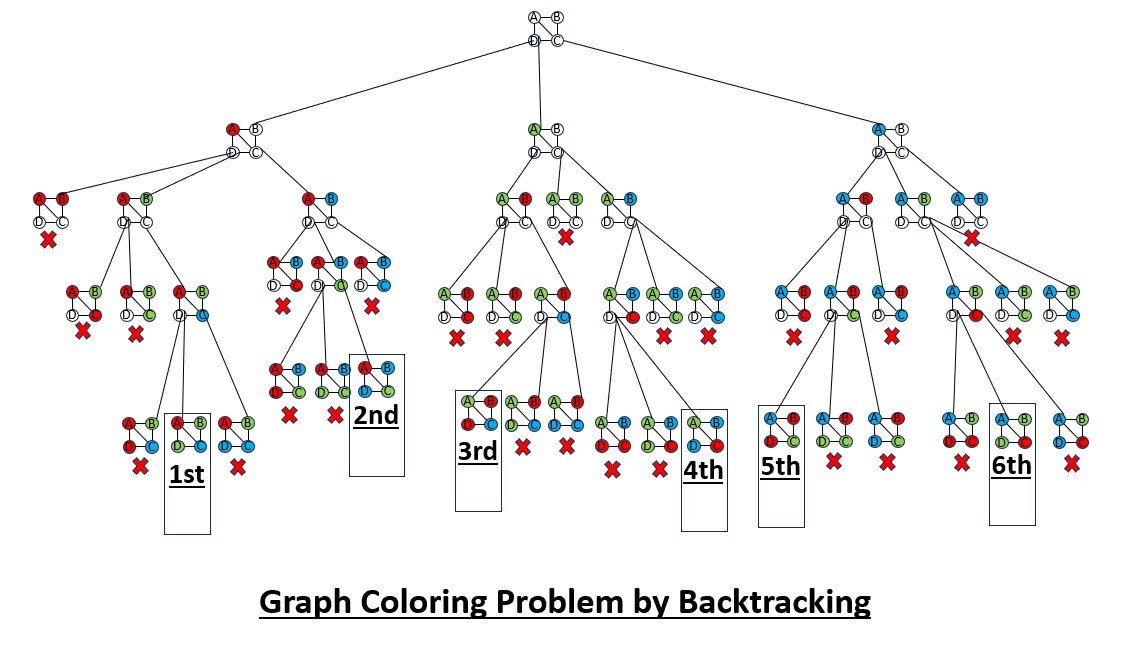 A B
D C
A B A B A B
D C D C D C
A B A B A B A B A B A B A B A B A B
D C D C D C D C D C D C D C D C D C
A B A B A B
D C D C D C
A B A B A B A B A B A B A B A B A B A B A B A B A B A B A B
D C D C D C D C D C D C D C D C D C D C D C D C D C D C D C
A B A B A B
D C D C D C
2nd
A B A B A B
D C D C D C
3rd
A B A B A B A B A B A B A B A B A B A B A B A B
D C D C D C D C D C D C D C D C D C D C D C D C
1st
4th
5th
6th
Graph Coloring Problem by Backtracking